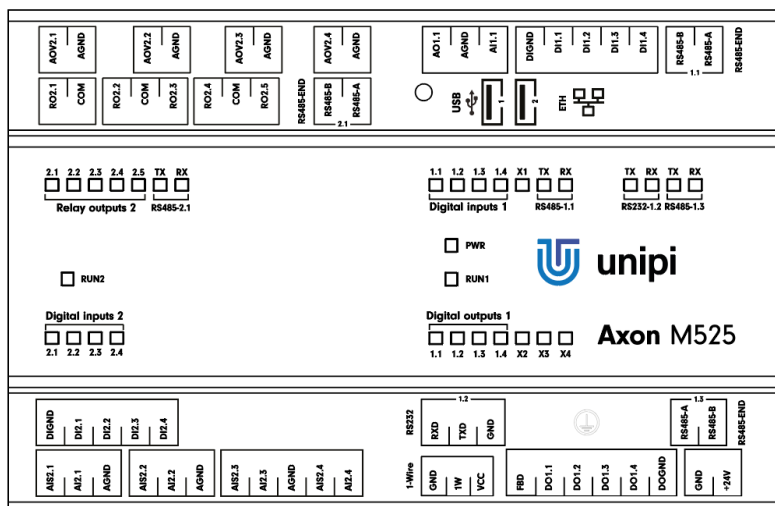 AOV2.1 AGND AOV2.2 AGND AOV2.3 AGND AOV2.4 AGND AO1.1 AGND AI1.1 DIGND DI1.1 DI1.2 DI1.3 DI1.4 RS485-B RS485-A RS485-END
1.1
RO2.1 COM RO2.2 COM RO2.3 RO2.4 COM RO2.5 RS485-END RS485-B RS485-A USB 1 2 ETH
2.1
2.1 2.2 2.3 2.4 2.5 TX RX 1.1 1.2 1.3 1.4 X1 TX RX TX RX TX RX
Relay outputs 2 RS485-2.1 Digital inputs 1 RS485-1.1 RS232-1.2 RS485-1.3
PWR
unipi
RUN2 RUN1
Digital inputs 2 Digital outputs 1
Axon M525
2.1 2.2 2.3 2.4 1.1 1.2 1.3 1.4 X2 X3 X4
1.2 1.3
DIGND DI2.1 DI2.2 DI2.3 DI2.4 RS232 RXD TXD GND RS485-A RS485-B RS485-END
AIS2.1 AI2.1 AGND AIS2.2 AI2.2 AGND AIS2.3 AI2.3 AGND AIS2.4 AI2.4 1-Wire GND 1W VCC FBD DO1.1 DO1.2 DO1.3 DO1.4 DOGND GND +24V